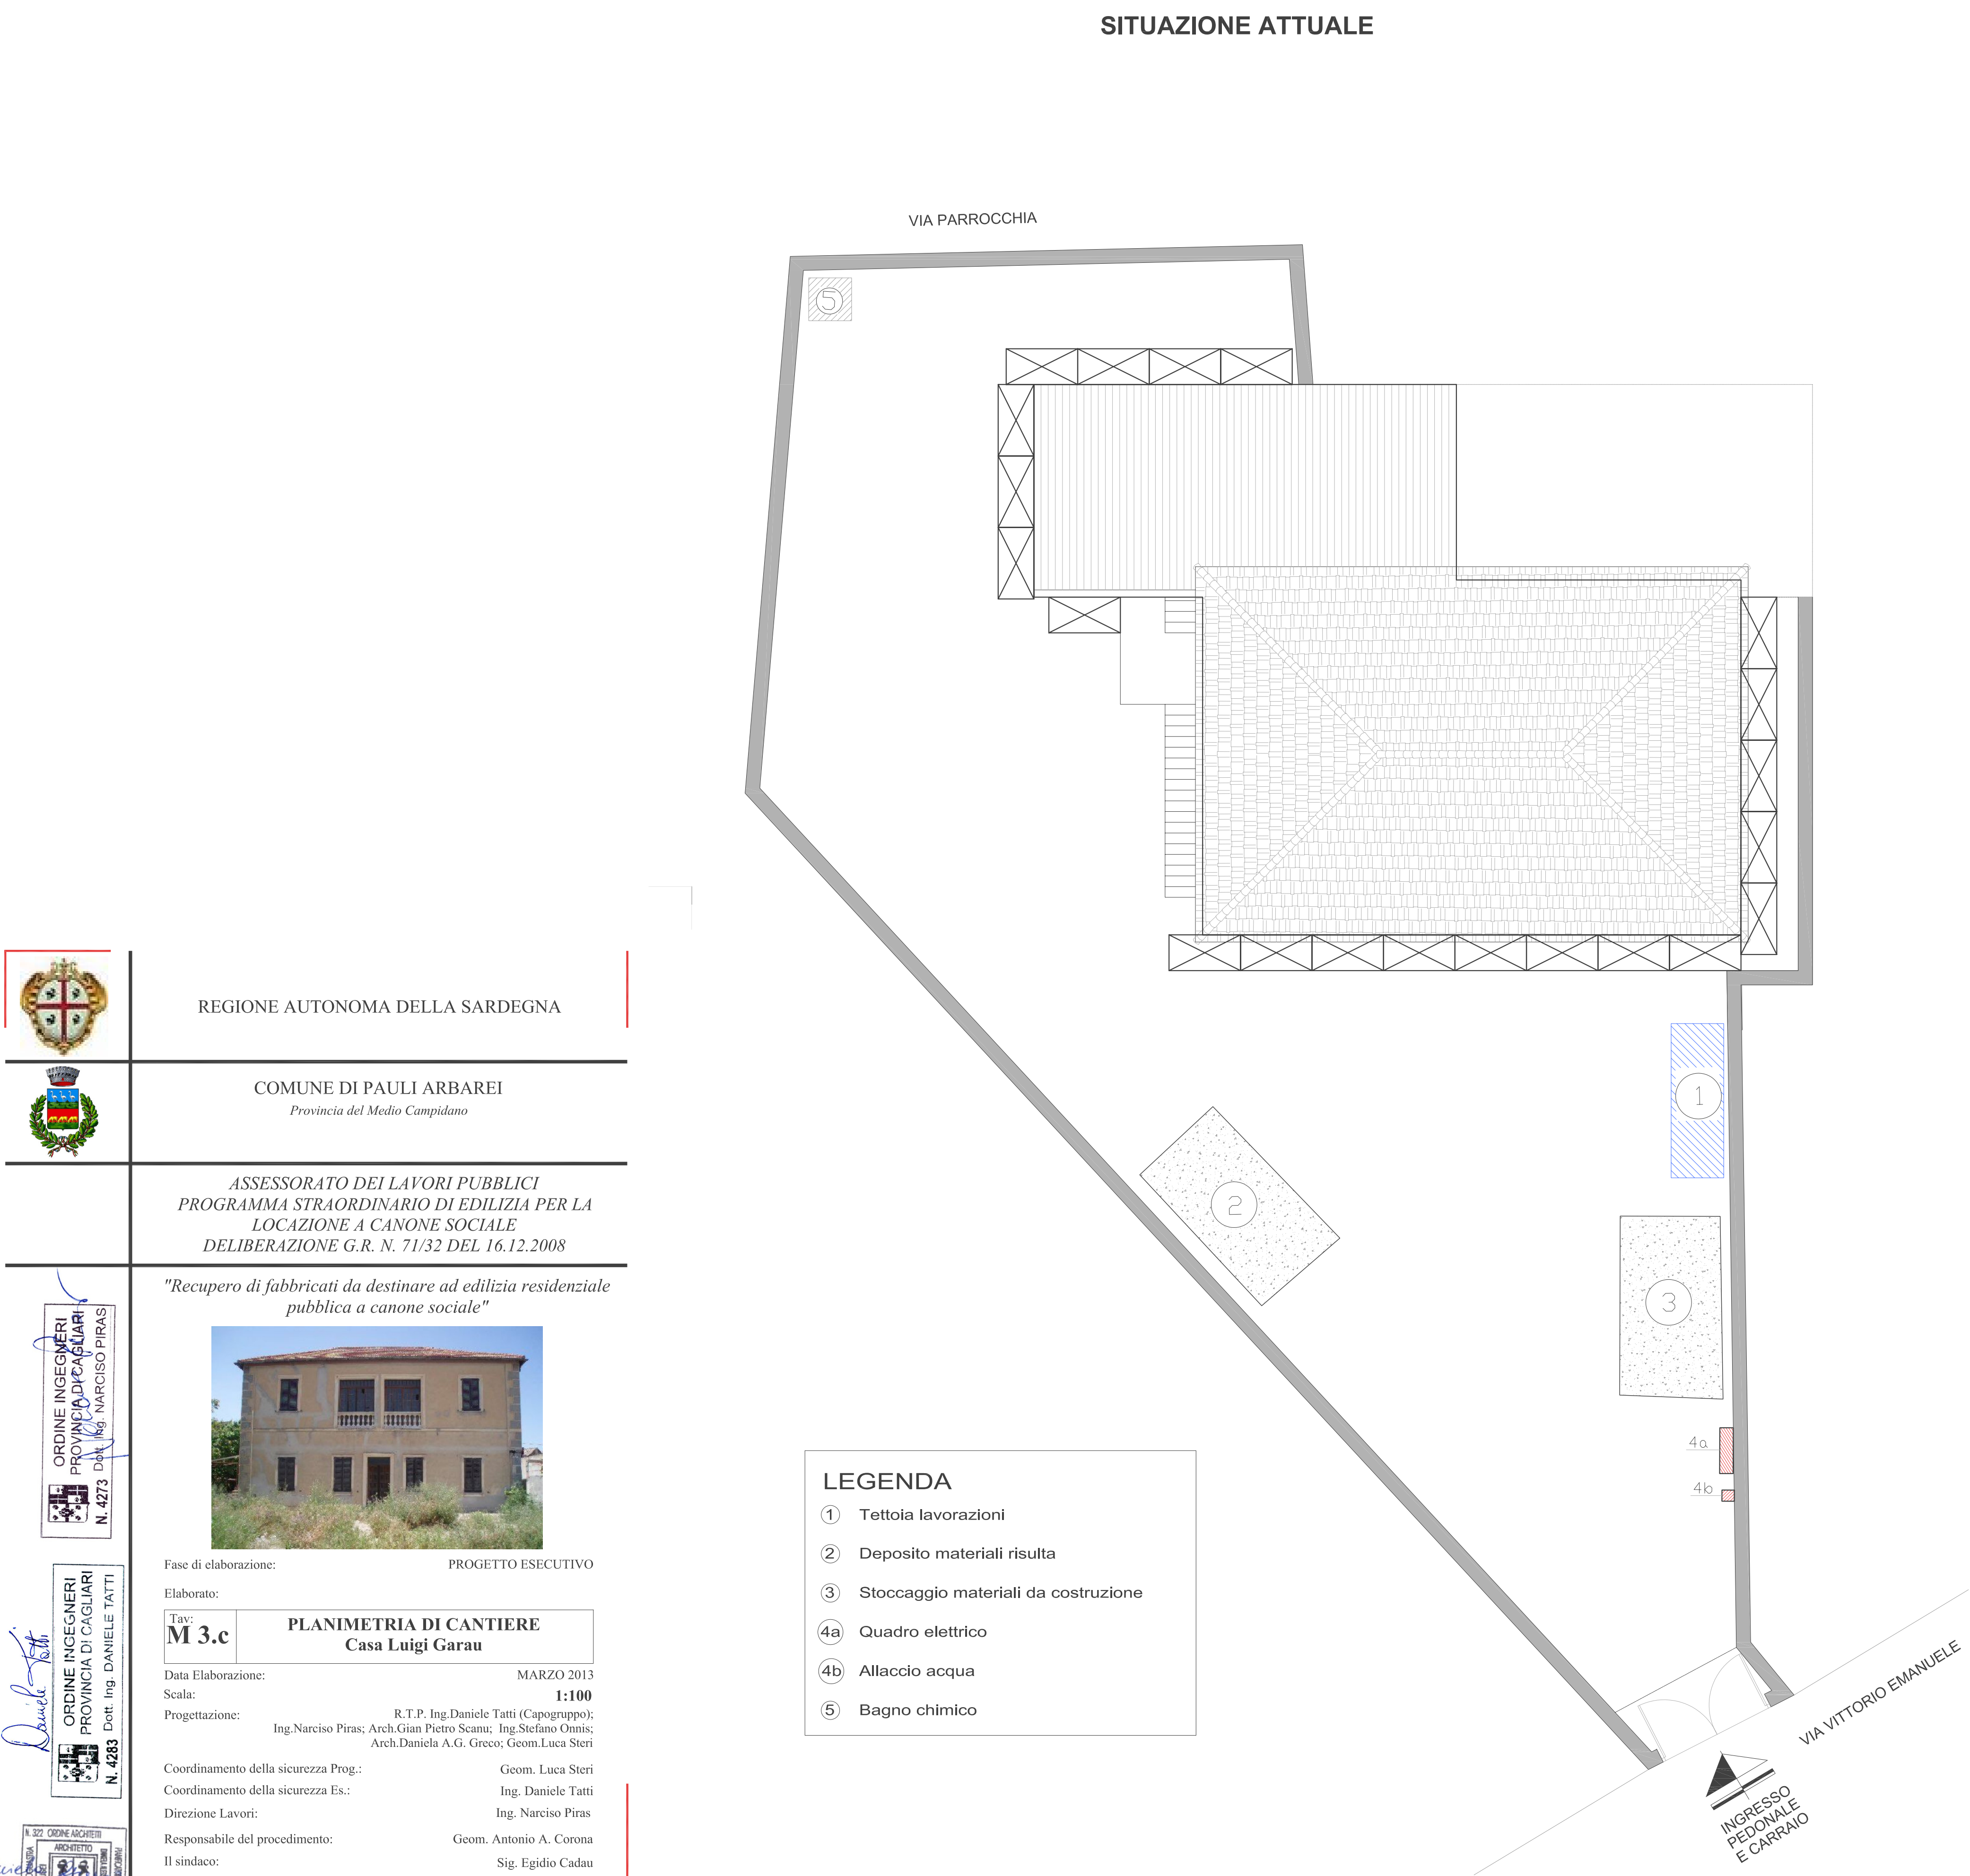 SITUAZIONE ATTUALE
VIA PARROCCHIA
5
1
2
3
4a
4b
VIA VITTORIO EMANUELE
INGRESSO
PEDONALE
E CARRAIO
LEGENDA
1 Tettoia lavorazioni
2 Deposito materiali risulta
3 Stoccaggio materiali da costruzione
4a Quadro elettrico
4b Allaccio acqua
5 Bagno chimico
REGIONE AUTONOMA DELLA SARDEGNA
COMUNE DI PAULI ARBAREI
Provincia del Medio Campidano
ASSESSORATO DEI LAVORI PUBBLICI
PROGRAMMA STRAORDINARIO DI EDILIZIA PER LA
LOCAZIONE A CANONE SOCIALE
DELIBERAZIONE G.R. N. 71/32 DEL 16.12.2008
"Recupero di fabbricati da destinare ad edilizia residenziale
pubblica a canone sociale"
Fase di elaborazione: PROGETTO ESECUTIVO
Elaborato:
Tav:
M 3.c
PLANIMETRIA DI CANTIERE
Casa Luigi Garau
Data Elaborazione: MARZO 2013
Scala: 1:100
Progettazione: R.T.P. Ing.Daniele Tatti (Capogruppo);
Ing.Narciso Piras; Arch.Gian Pietro Scanu; Ing.Stefano Onnis;
Arch.Daniela A.G. Greco; Geom.Luca Steri
Coordinamento della sicurezza Prog.: Geom. Luca Steri
Coordinamento della sicurezza Es.: Ing. Daniele Tatti
Direzione Lavori: Ing. Narciso Piras
Responsabile del procedimento: Geom. Antonio A. Corona
Il sindaco: Sig. Egidio Cadau
ORDINE INGEGNERI
PROVINCIA DI CAGLIARI
N. 4273 Dott. Ing. NARCISO PIRAS
ORDINE INGEGNERI
PROVINCIA DI CAGLIARI
N. 4283 Dott. Ing. DANIELE TATTI
Daniele Tatti
N. 322 ORDINE ARCHITETTI
ARCHITETTO